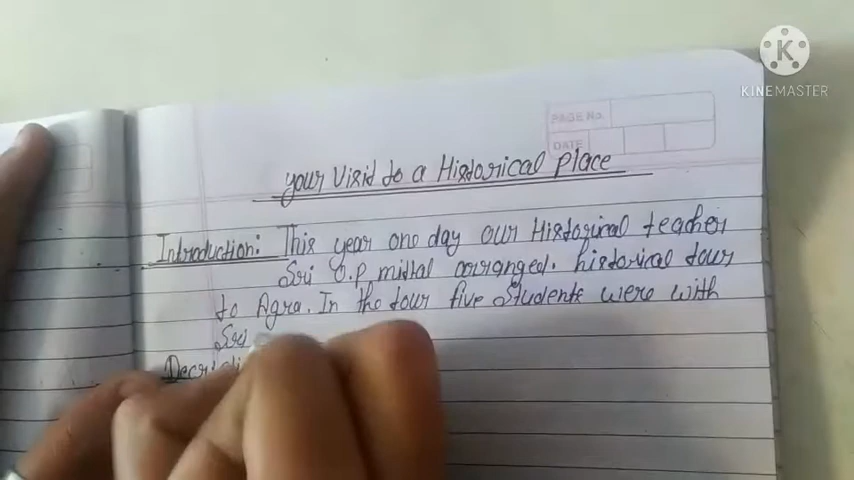 K
KINEMASTER
PAGE No.
DATE
your Visit to a Historical Place
Introduction: This year one day our Historical teacher
Sri O.P mittal arranged. historical tour
to Agra. In the tour five Students were with
Sri